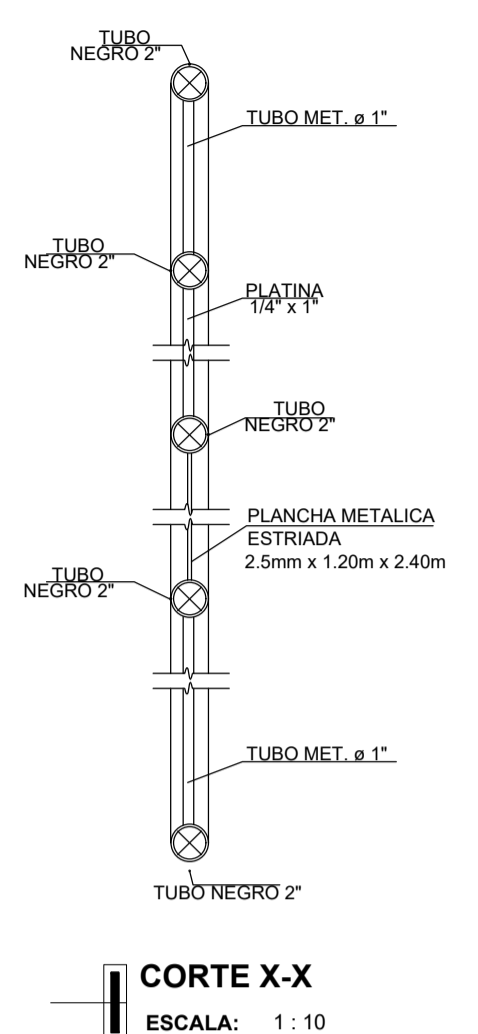 TUBO
NEGRO 2"
TUBO MET. ø 1"
TUBO
NEGRO 2"
PLATINA
1/4" x 1"
TUBO
NEGRO 2"
PLANCHA METALICA
ESTRIADA
2.5mm x 1.20m x 2.40m
TUBO
NEGRO 2"
TUBO MET. ø 1"
TUBO NEGRO 2"
CORTE X-X
ESCALA: 1 : 10